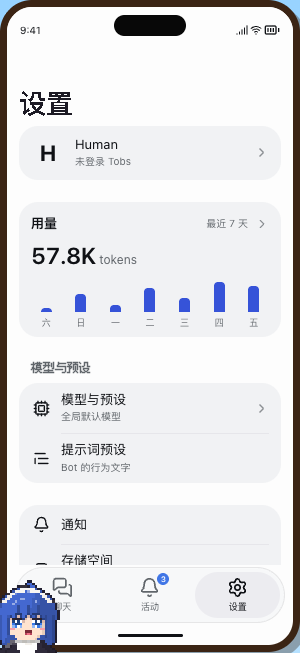 9:41
设置
H
Human
未登录 Tobs
用量
最近 7 天
57.8K tokens
六 日 一 二 三 四 五
模型与预设
模型与预设
全局默认模型
提示词预设
Bot 的行为文字
通知
存储空间
3
天 活动 设置